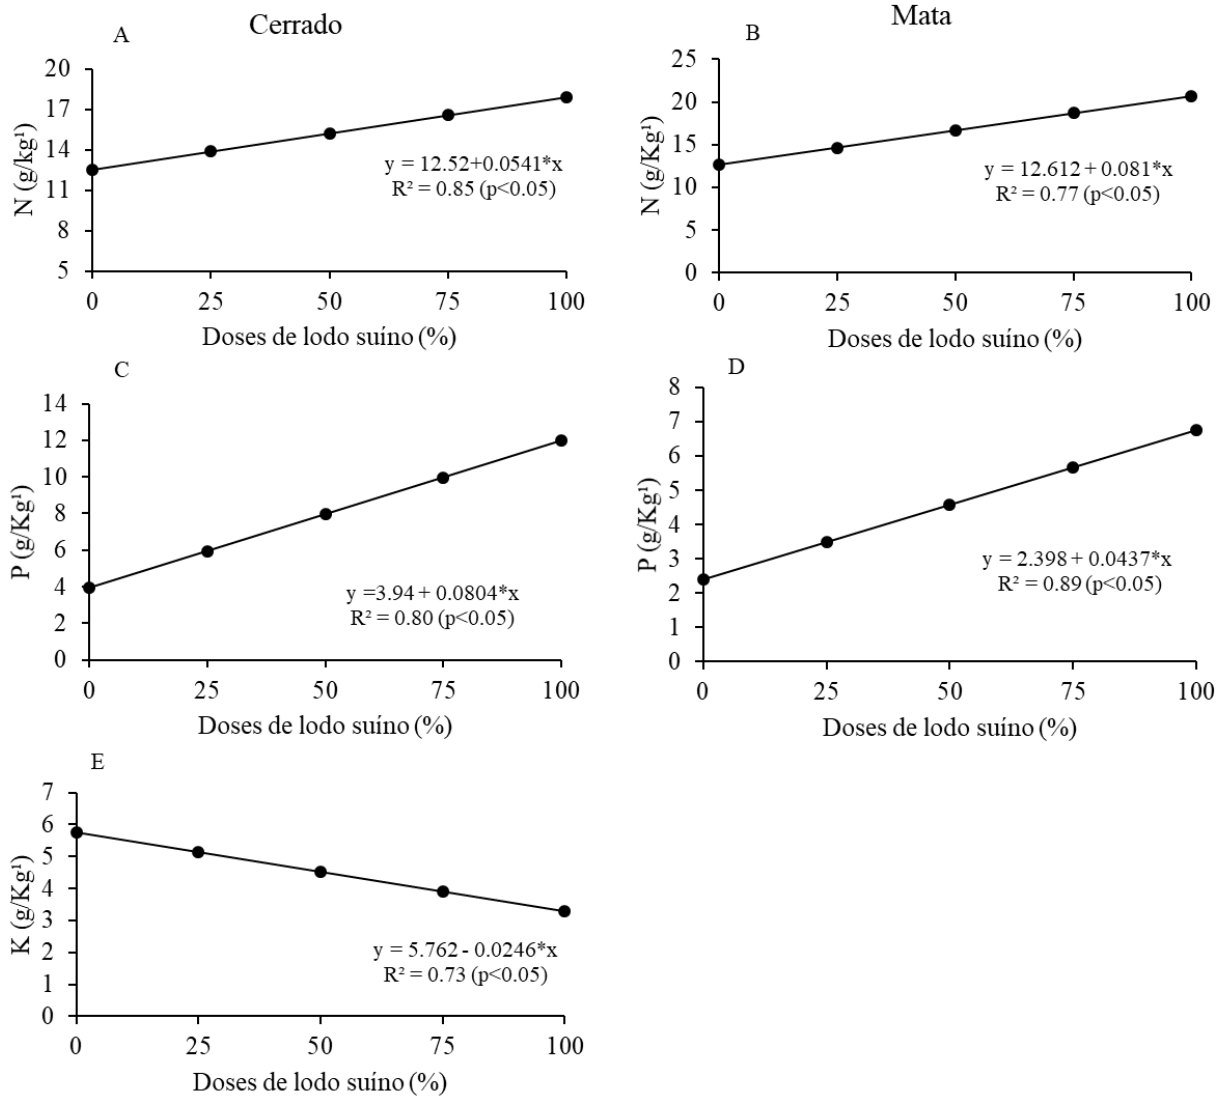 Cerrado
Mata
A
N (g/kg¹)
20
17
14
11
8
5
y = 12.52+0.0541*x
R² = 0.85 (p<0.05)
0 25 50 75 100
Doses de lodo suíno (%)
B
N (g/Kg¹)
25
20
15
10
5
0
y = 12.612 + 0.081*x
R² = 0.77 (p<0.05)
0 25 50 75 100
Doses de lodo suíno (%)
C
P (g/Kg¹)
14
12
10
8
6
4
2
0
y =3.94 + 0.0804*x
R² = 0.80 (p<0.05)
0 25 50 75 100
Doses de lodo suíno (%)
D
P (g/Kg¹)
8
7
6
5
4
3
2
1
0
y = 2.398 + 0.0437*x
R² = 0.89 (p<0.05)
0 25 50 75 100
Doses de lodo suíno (%)
E
K (g/Kg¹)
7
6
5
4
3
2
1
0
y = 5.762 - 0.0246*x
R² = 0.73 (p<0.05)
0 25 50 75 100
Doses de lodo suíno (%)